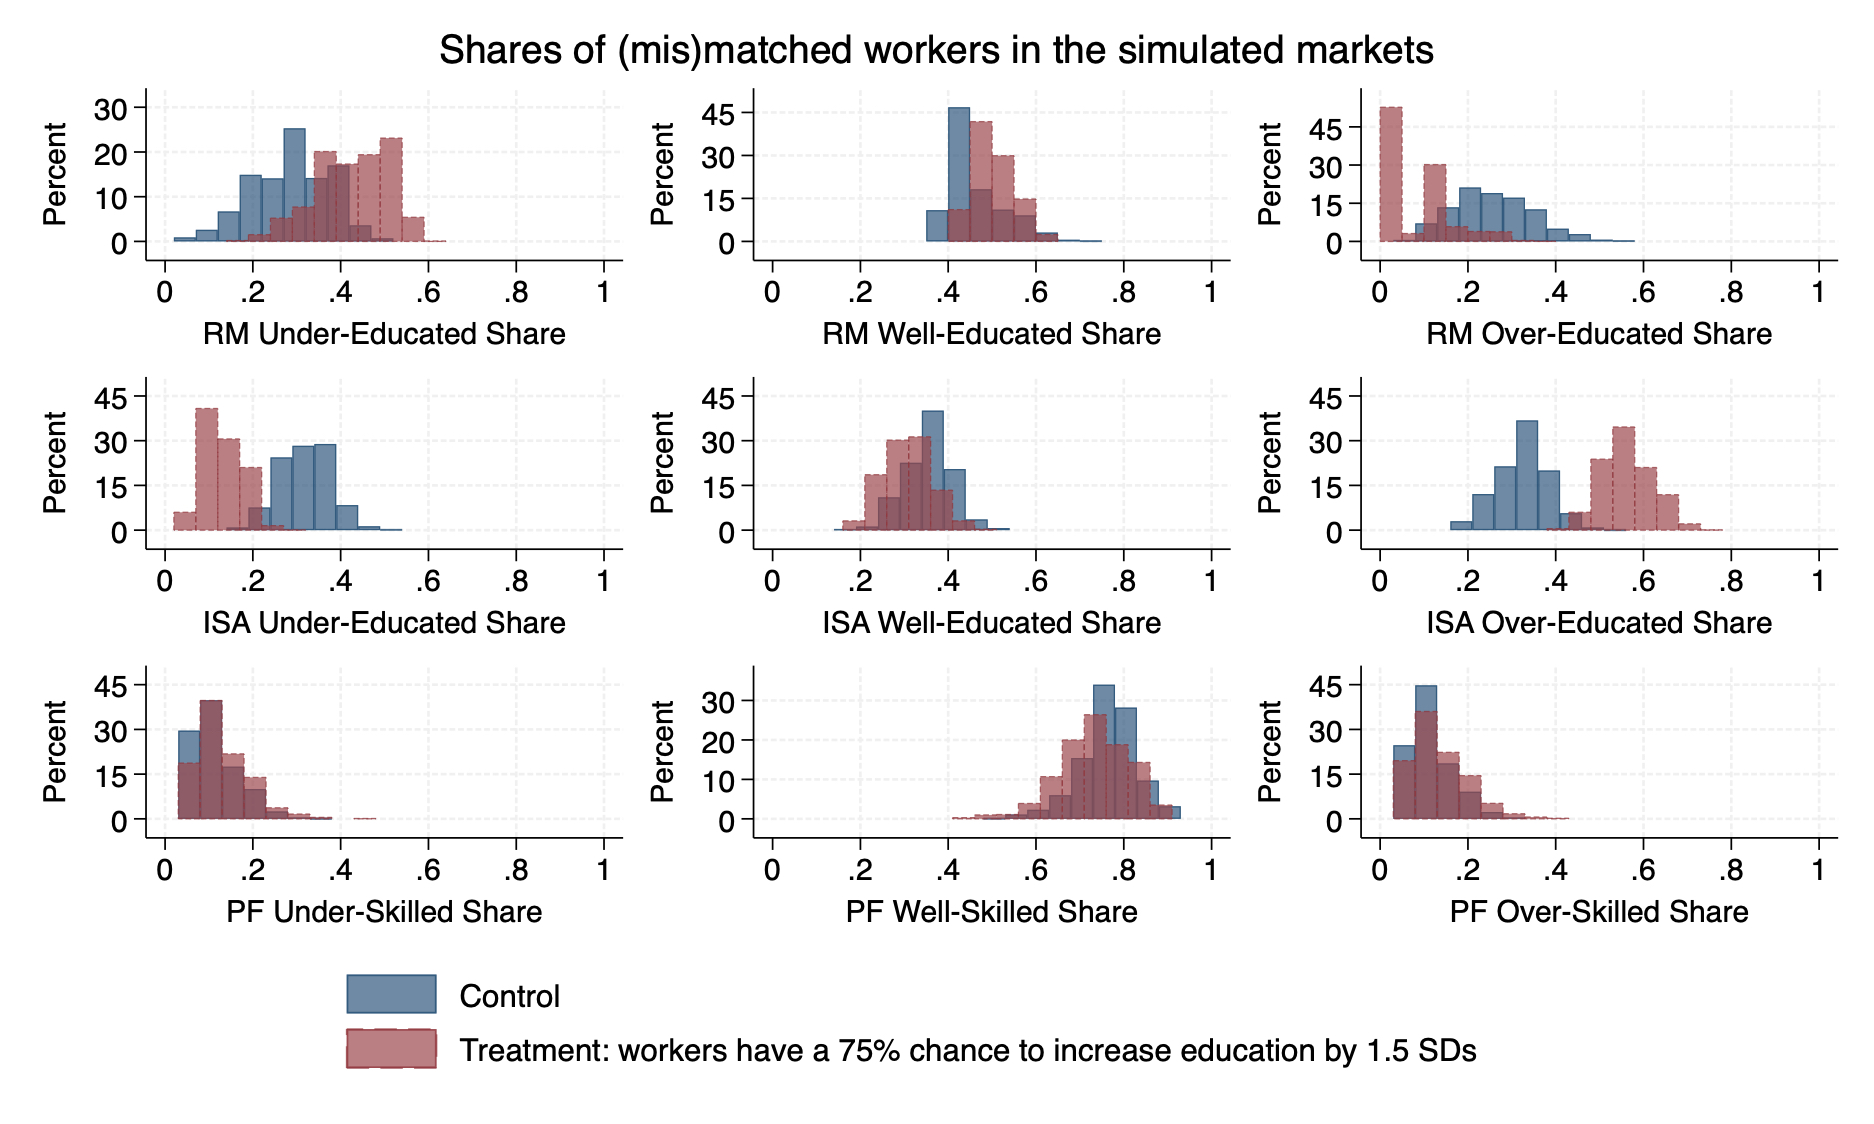 Shares of (mis)matched workers in the simulated markets
Percent
30
20
10
0
0 .2 .4 .6 .8 1
RM Under-Educated Share
Percent
45
30
15
0
0 .2 .4 .6 .8 1
RM Well-Educated Share
Percent
45
30
15
0
0 .2 .4 .6 .8 1
RM Over-Educated Share
Percent
45
30
15
0
0 .2 .4 .6 .8 1
ISA Under-Educated Share
Percent
45
30
15
0
0 .2 .4 .6 .8 1
ISA Well-Educated Share
Percent
45
30
15
0
0 .2 .4 .6 .8 1
ISA Over-Educated Share
Percent
45
30
15
0
0 .2 .4 .6 .8 1
PF Under-Skilled Share
Percent
30
20
10
0
0 .2 .4 .6 .8 1
PF Well-Skilled Share
Percent
45
30
15
0
0 .2 .4 .6 .8 1
PF Over-Skilled Share
Control
Treatment: workers have a 75% chance to increase education by 1.5 SDs